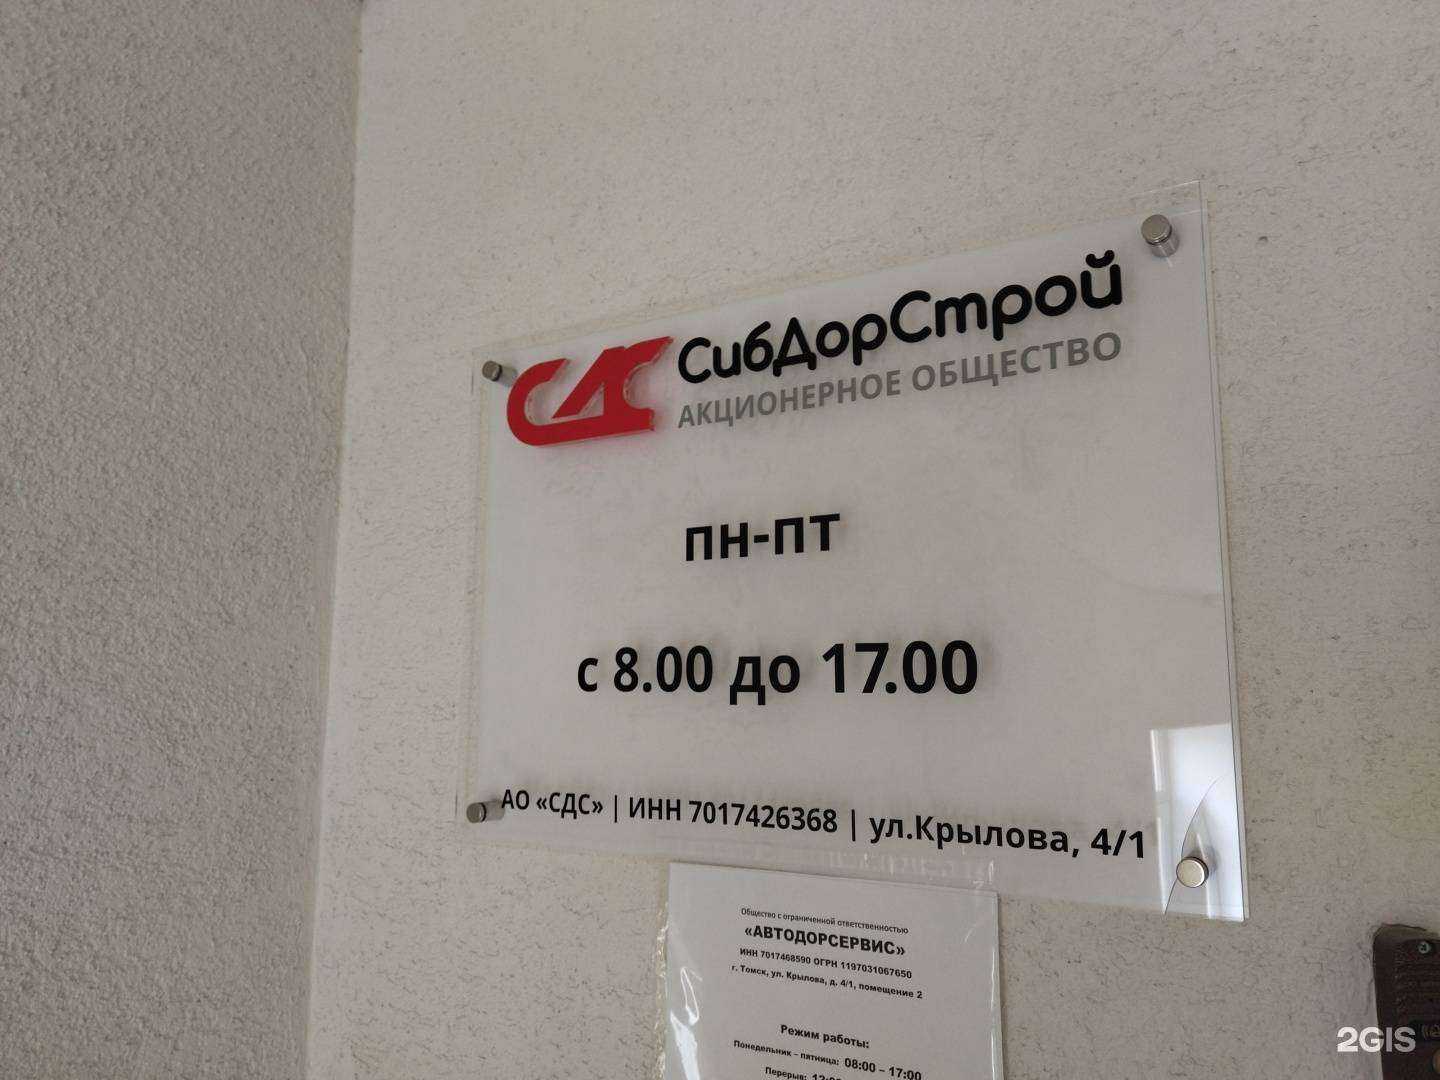 СДС СибДорСтрой
АКЦИОНЕРНОЕ ОБЩЕСТВО
ПН-ПТ
с 8.00 до 17.00
АО «СДС» | ИНН 7017426368 | ул.Крылова, 4/1
Общество с ограниченной ответственностью
«АВТОДОРСЕРВИС»
ИНН 7017468590 ОГРН 1197031067650
г. Томск, ул. Крылова, д. 4/1, помещение 2
Режим работы:
Понедельник – пятница: 08:00 – 17:00
Перерыв:
2GIS